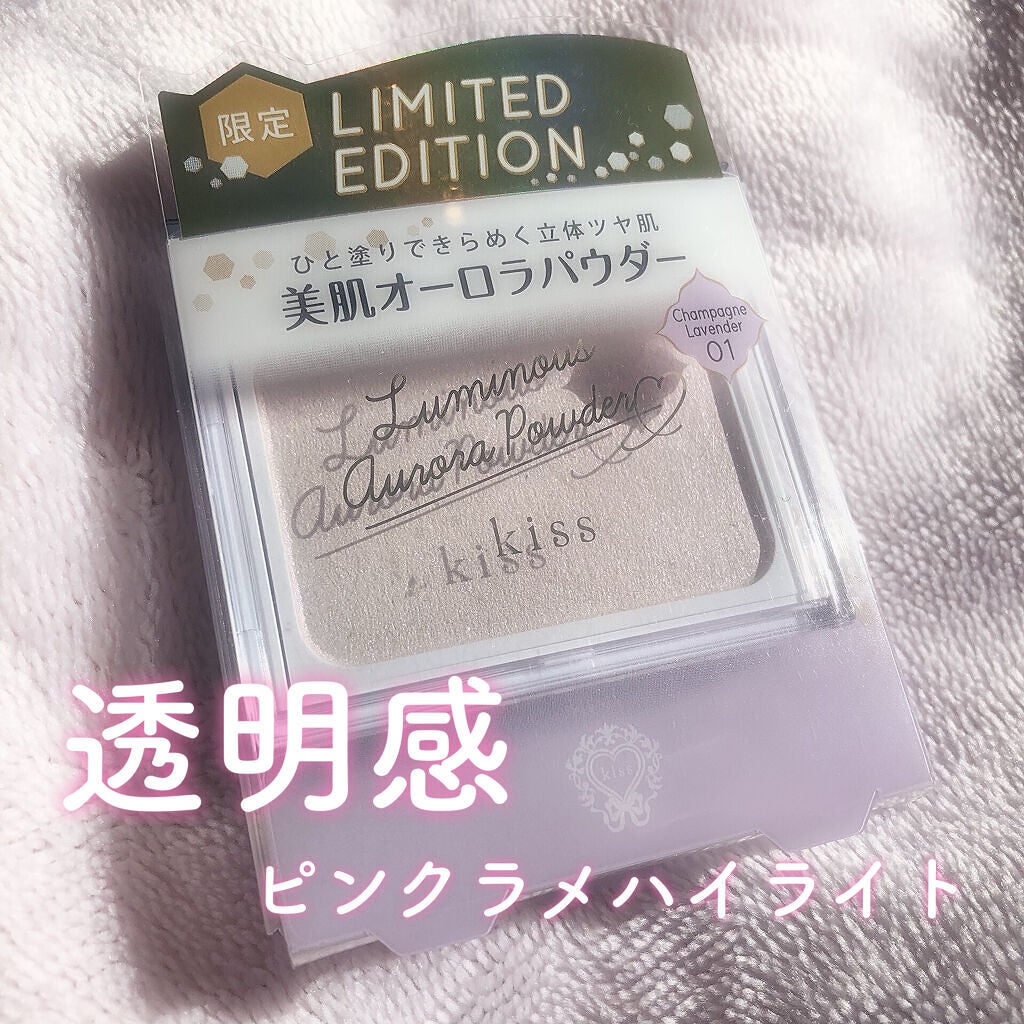 限定
LIMITED
EDITION
ひと塗りできらめく立体ツヤ肌
美肌オーロラパウダー
Champagne
Lavender
01
Luminous
Aurora Powder
kiss
kiss
透明感
ピンクラメハイライト